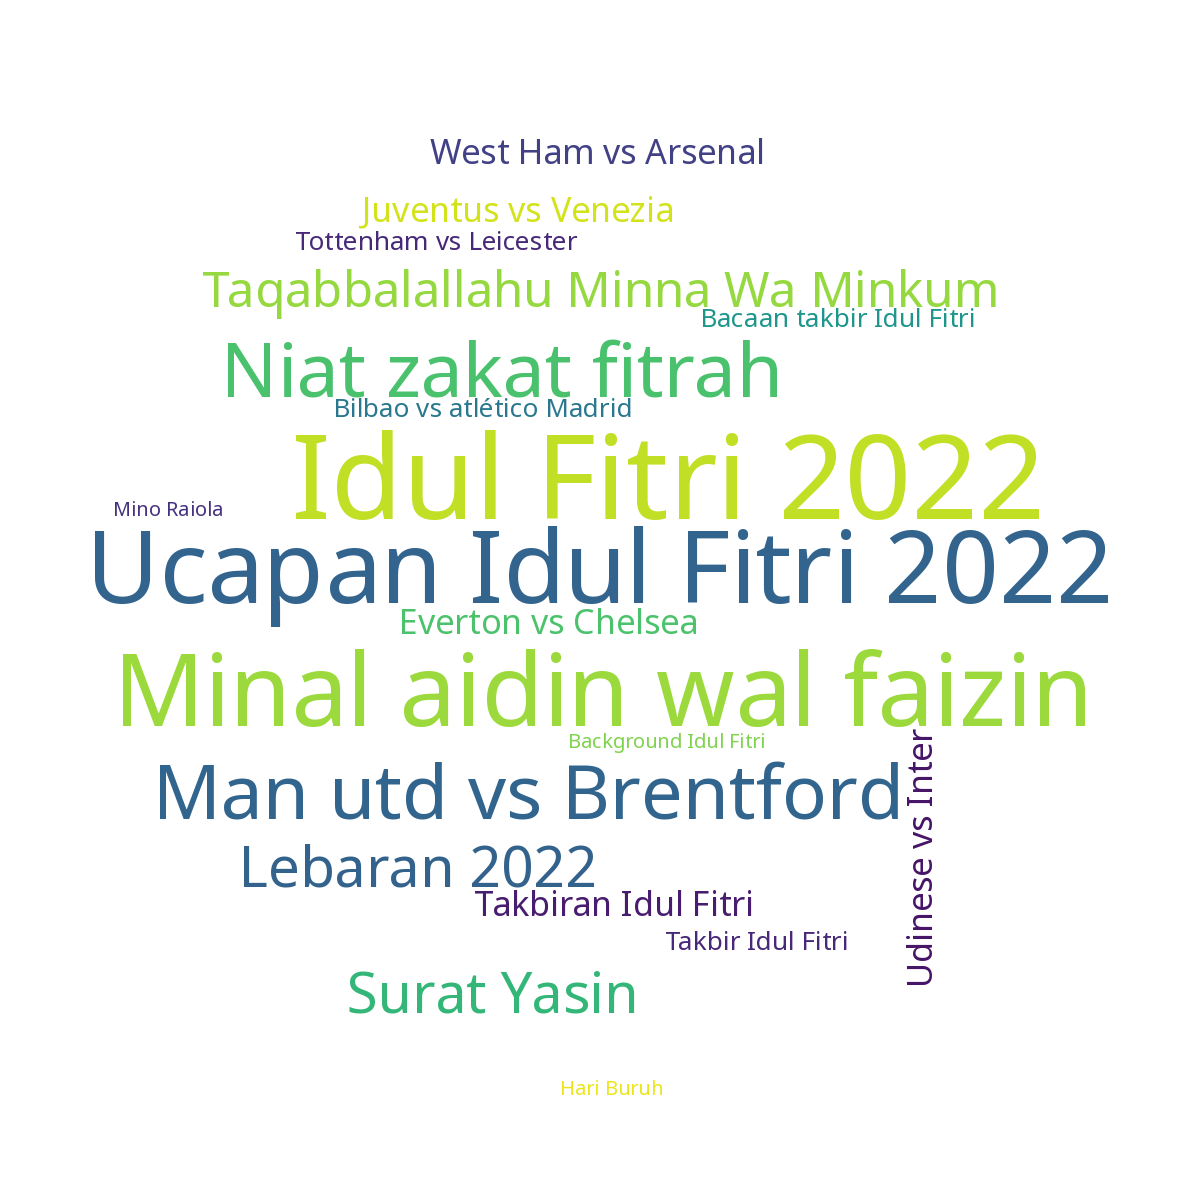 West Ham vs Arsenal
Juventus vs Venezia
Tottenham vs Leicester
Taqabbalallahu Minna Wa Minkum
Bacaan takbir Idul Fitri
Niat zakat fitrah
Bilbao vs atlético Madrid
Idul Fitri 2022
Mino Raiola
Ucapan Idul Fitri 2022
Everton vs Chelsea
Minal aidin wal faizin
Background Idul Fitri
Udinese vs Inter
Man utd vs Brentford
Lebaran 2022
Takbiran Idul Fitri
Takbir Idul Fitri
Surat Yasin
Hari Buruh